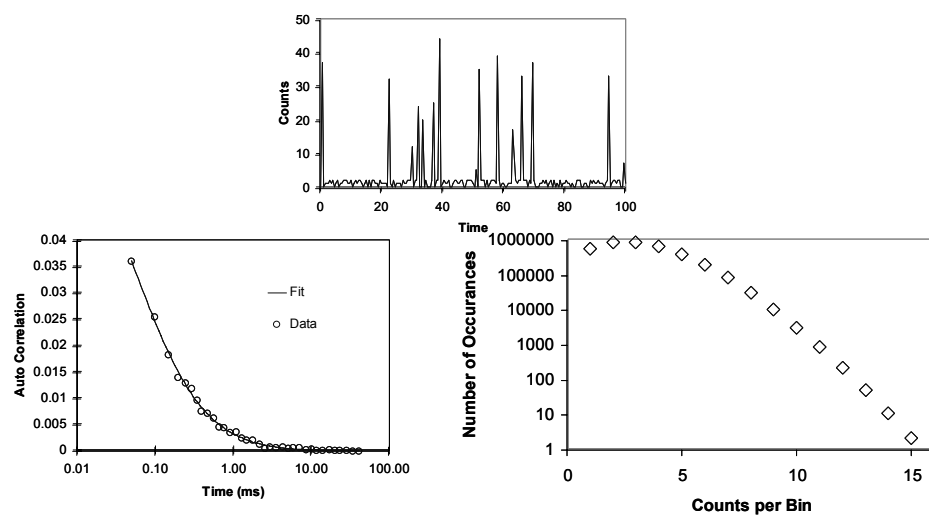 50
40
30
20
10
0
Counts
0 20 40 60 80 100
Time
0.04
0.035
0.03
0.025
0.02
0.015
0.01
0.005
0
Auto Correlation
Fit
Data
0.01 0.10 1.00 10.00 100.00
Time (ms)
1000000
100000
10000
1000
100
10
1
Number of Occurances
0 5 10 15
Counts per Bin